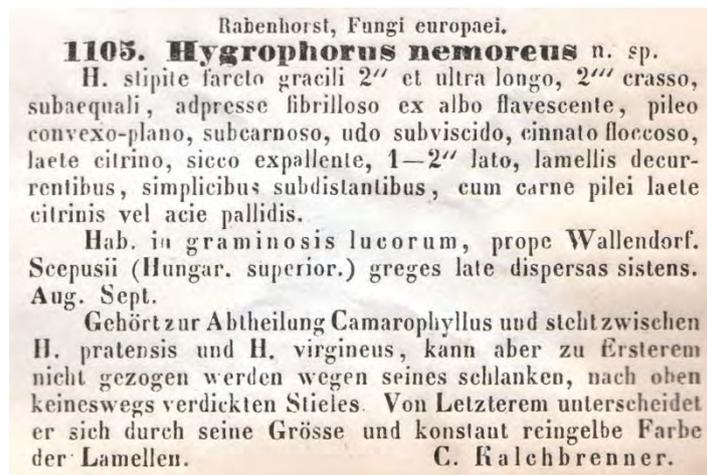 Rabenhorst, Fungi europaei.
1105. Hygrophorus nemoreus n. sp.
H. stipite farcto gracili 2″ et ultra longo, 2‴ crasso,
subaequali, adpresse fibrilloso ex albo flavescente, pileo
convexo-plano, subcarnoso, udo subviscido, cinnato floccoso,
laete citrino, sicco expallente, 1—2″ lato, lamellis decur-
rentibus, simplicibus subdistantibus, cum carne pilei laete
citrinis vel acie pallidis.
Hab. in graminosis lucorum, prope Wallendorf.
Scepusii (Hungar. superior.) greges late dispersas sistens.
Aug. Sept.
Gehört zur Abtheilung Camarophyllus und steht zwischen
H. pratensis und H. virgineus, kann aber zu Ersterem
nicht gezogen werden wegen seines schlanken, nach oben
keineswegs verdickten Stieles. Von Letzterem unterscheidet
er sich durch seine Grösse und konstant reingelbe Farbe
der Lamellen. C. Kalchbrenner.